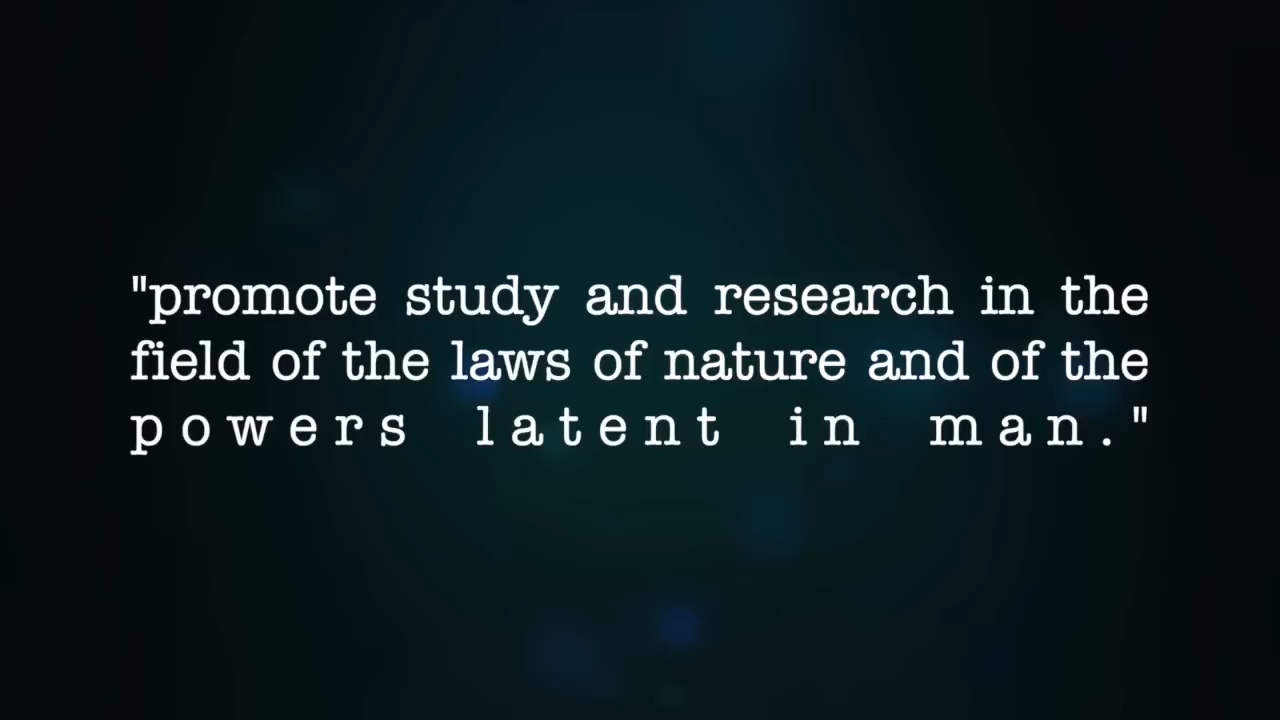 "promote study and research in the
field of the laws of nature and of the
powers latent in man."